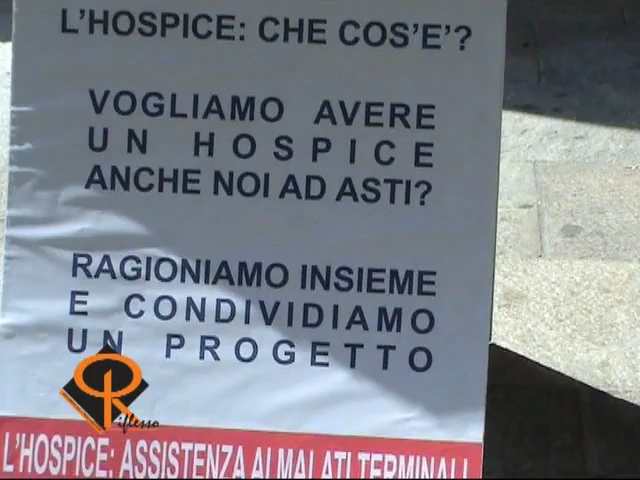 L'HOSPICE: CHE COS'E'?
VOGLIAMO AVERE
UN HOSPICE
ANCHE NOI AD ASTI?
RAGIONIAMO INSIEME
E CONDIVIDIAMO
UN PROGETTO
Riflesso
L'HOSPICE: ASSISTENZA AI MALATI TERMINALI